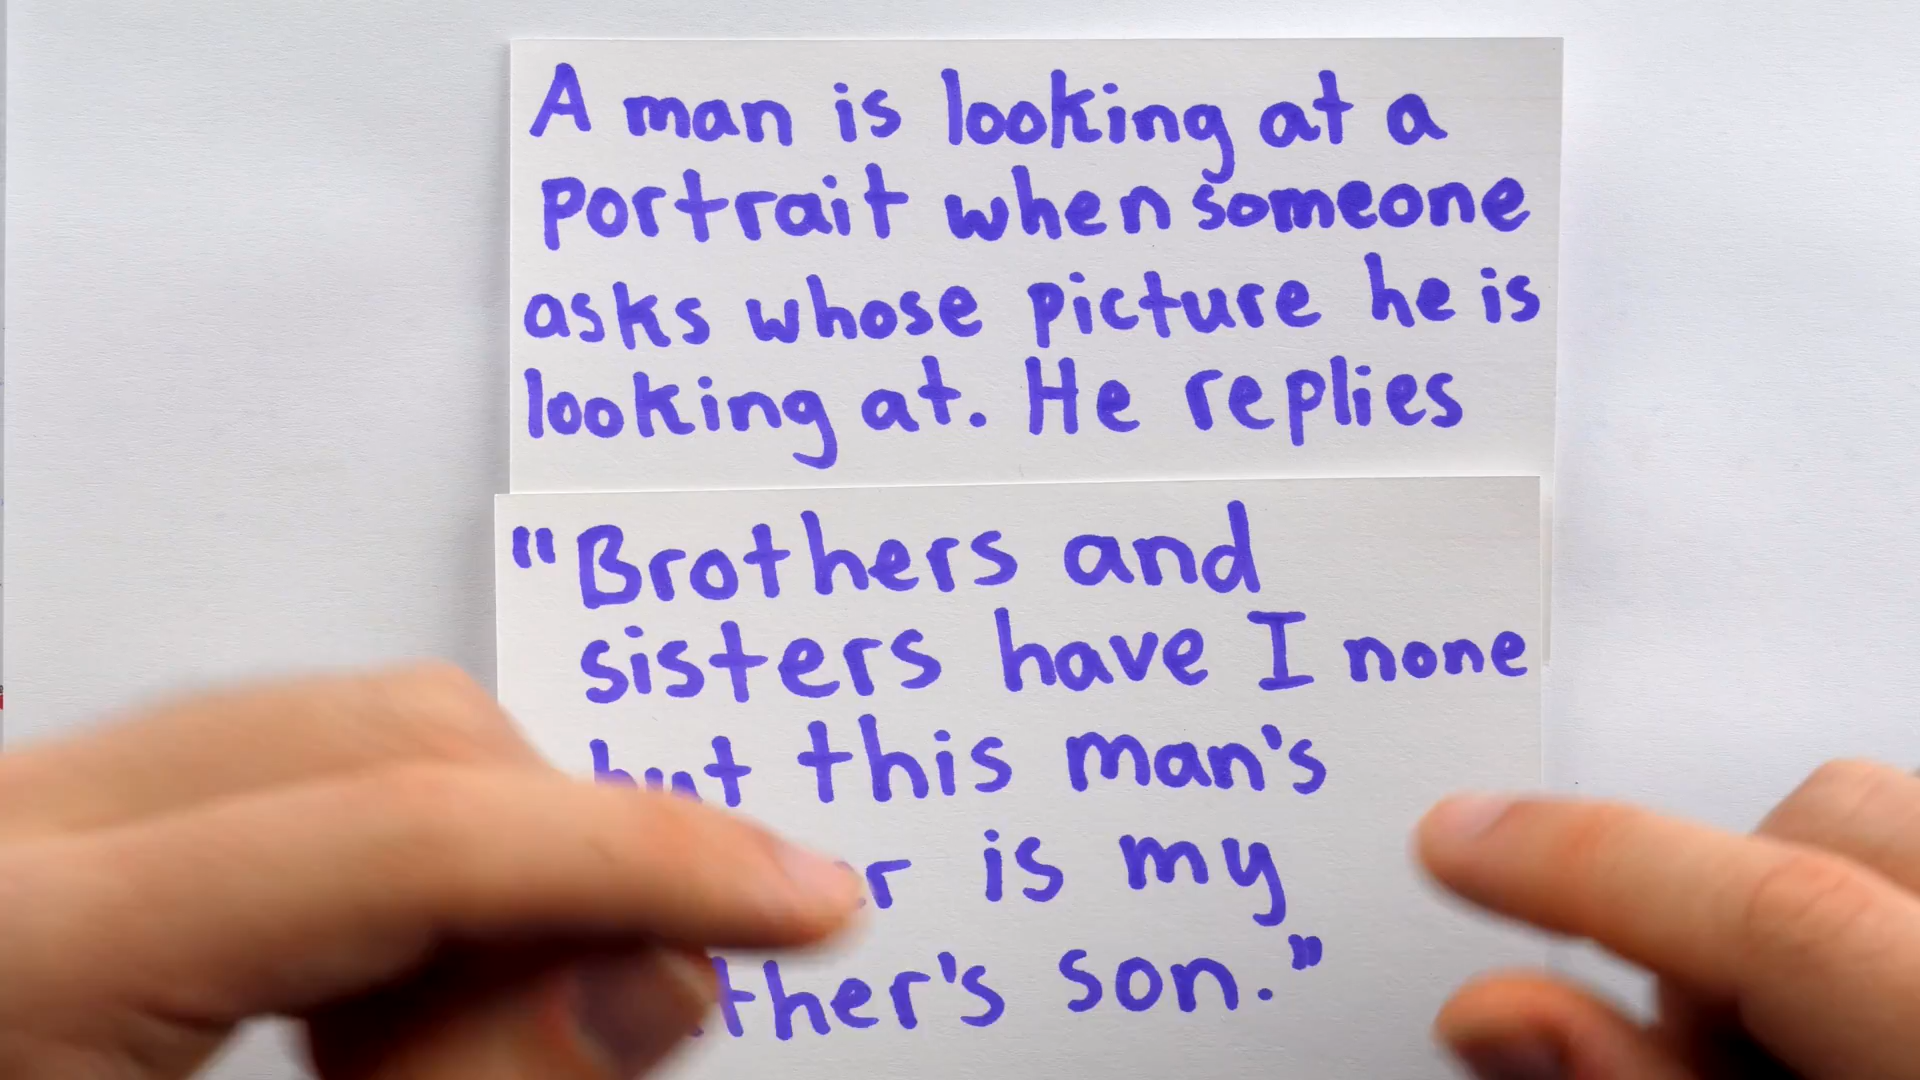 A man is looking at a
portrait when someone
asks whose picture he is
looking at. He replies
"Brothers and
sisters have I none
but this man's
is my
son."